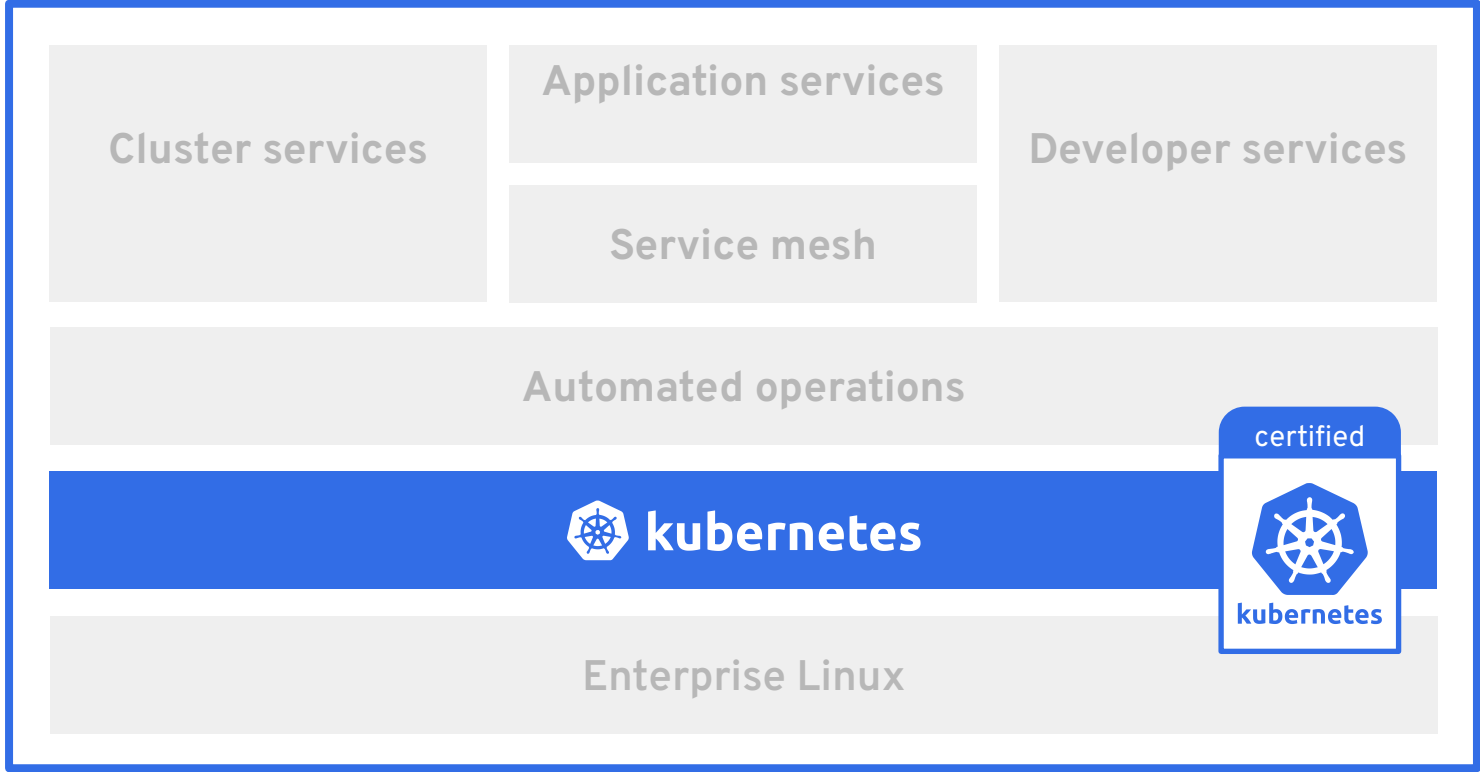 Cluster services
Application services
Service mesh
Developer services
Automated operations
certified
kubernetes
kubernetes
Enterprise Linux